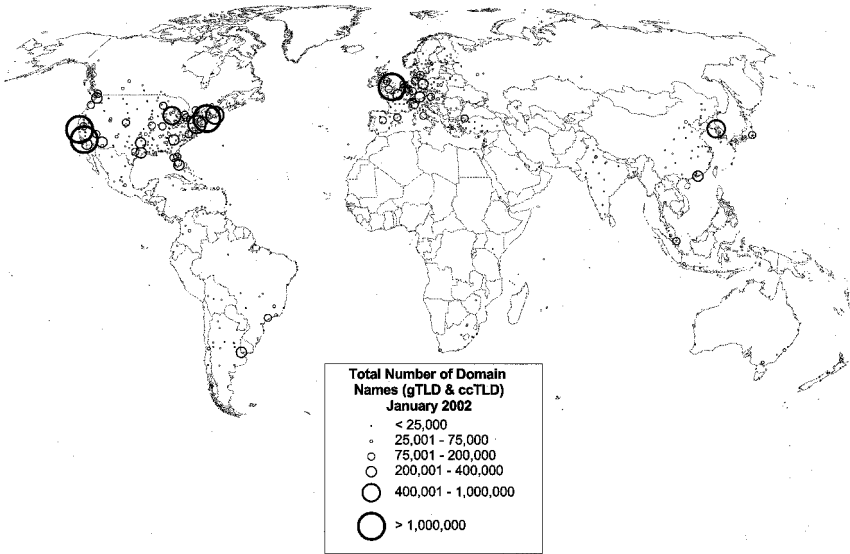 Total Number of Domain
Names (gTLD & ccTLD)
January 2002
< 25,000
25,001 - 75,000
75,001 - 200,000
200,001 - 400,000
400,001 - 1,000,000
> 1,000,000